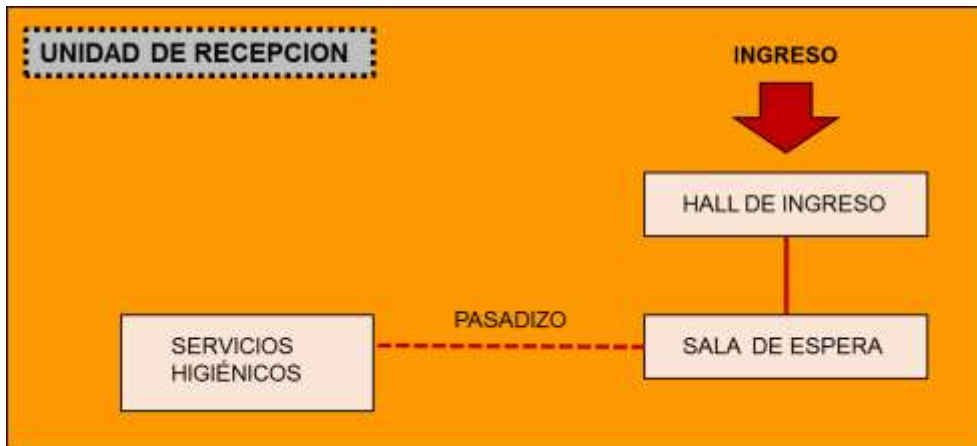 UNIDAD DE RECEPCION
INGRESO
HALL DE INGRESO
PASADIZO
SERVICIOS
HIGIÉNICOS
SALA DE ESPERA